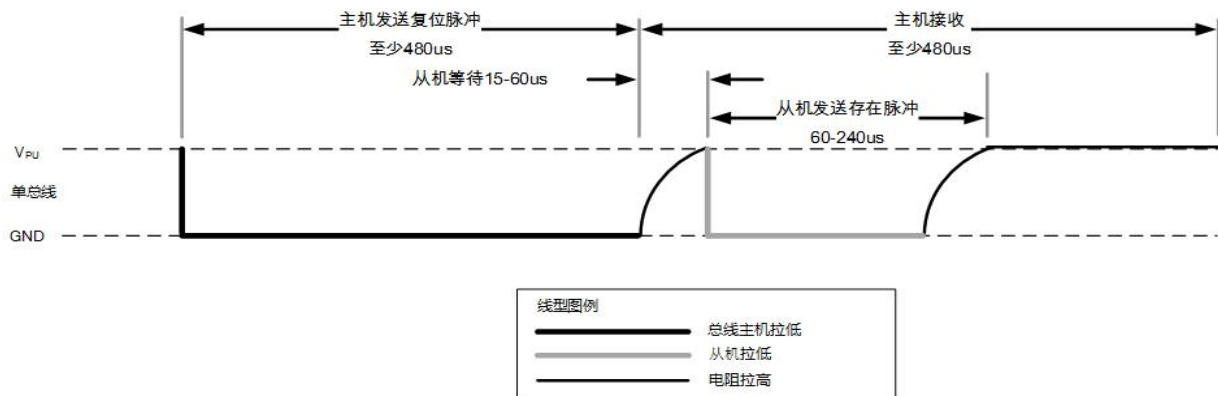 主机发送复位脉冲
至少480us
主机接收
至少480us
从机等待15-60us
从机发送存在脉冲
60-240us
VPU
单总线
GND
线型图例
总线主机拉低
从机拉低
电阻拉高